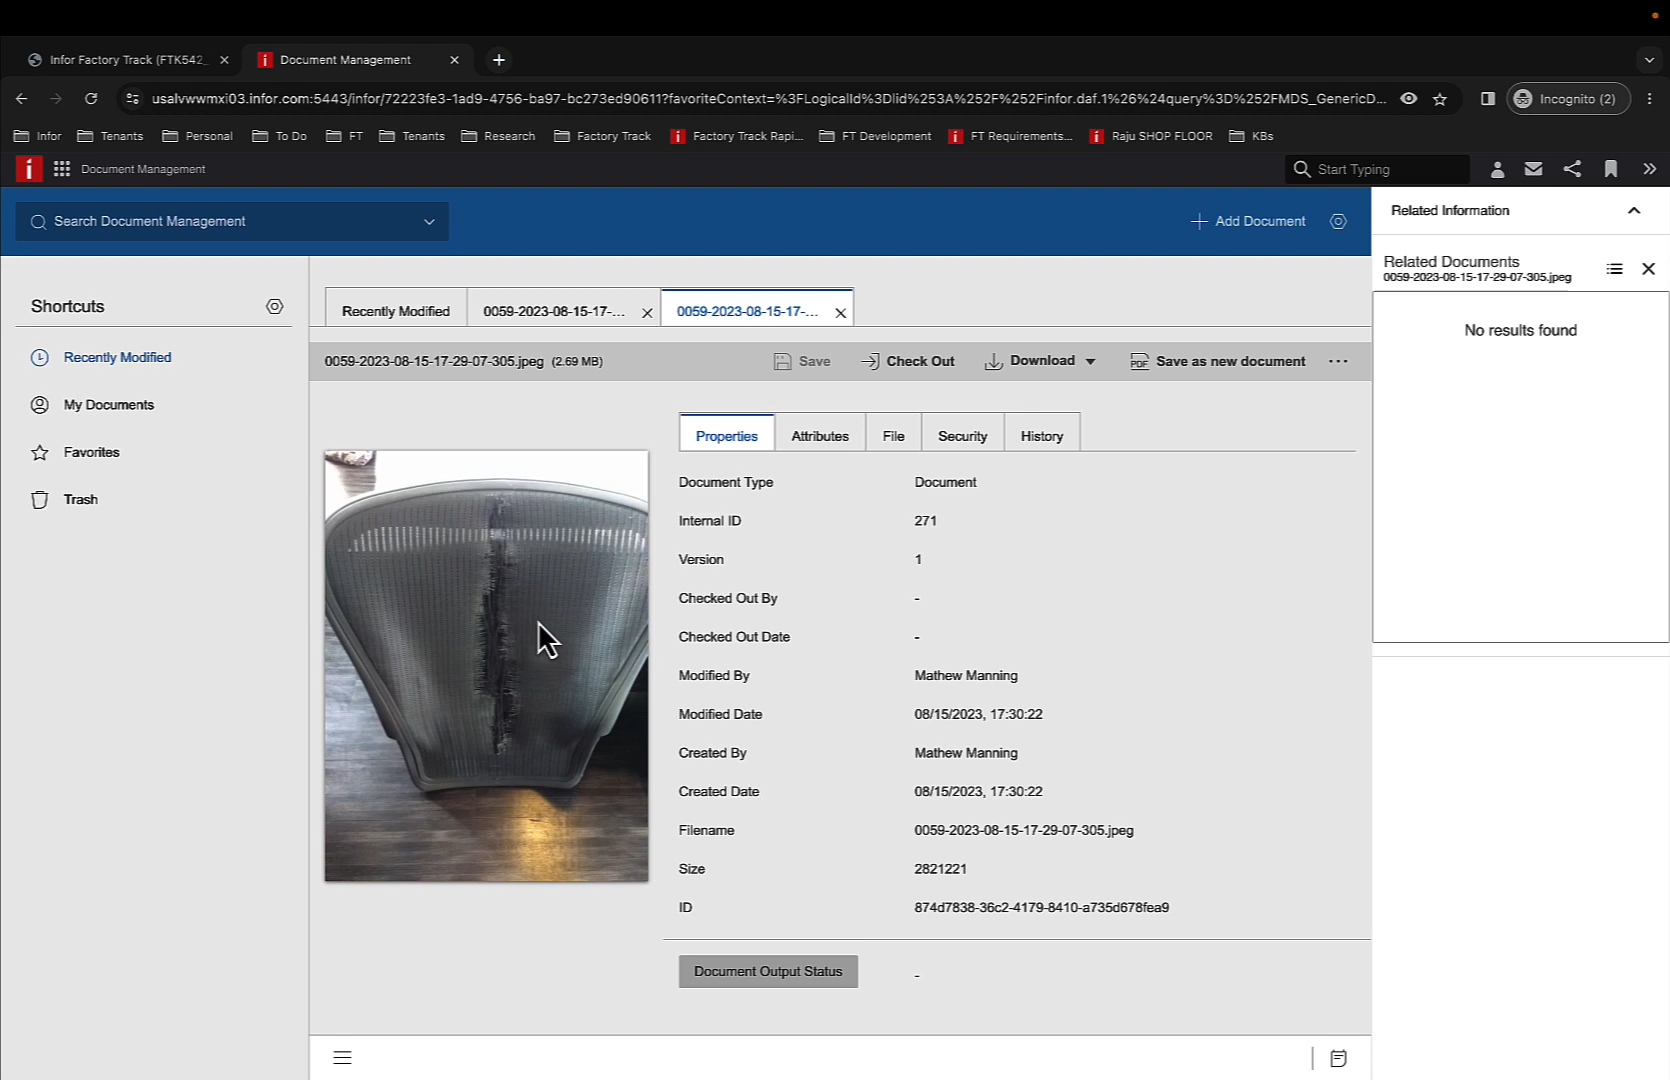 Infor Factory Track (FTK542_
Document Management
usalvwwmxi03.infor.com:5443/infor/72223fe3-1ad9-4756-ba97-bc273ed90611?favoriteContext=%3FLogicalId%3Dlid%253A%252F%252Finfor.daf.1%26%24query%3D%252FMDS_GenericD...
Incognito (2)
Infor Tenants Personal To Do FT Tenants Research Factory Track Factory Track Rapi... FT Development FT Requirements... Raju SHOP FLOOR KBs
Document Management
Start Typing
Search Document Management
Add Document
Related Information
Related Documents
0059-2023-08-15-17-29-07-305.jpeg
No results found
Shortcuts
Recently Modified
My Documents
Favorites
Trash
Recently Modified 0059-2023-08-15-17-... 0059-2023-08-15-17-...
0059-2023-08-15-17-29-07-305.jpeg (2.69 MB) Save Check Out Download PDF Save as new document
Properties Attributes File Security History
Document Type Document
Internal ID 271
Version 1
Checked Out By -
Checked Out Date -
Modified By Mathew Manning
Modified Date 08/15/2023, 17:30:22
Created By Mathew Manning
Created Date 08/15/2023, 17:30:22
Filename 0059-2023-08-15-17-29-07-305.jpeg
Size 2821221
ID 874d7838-36c2-4179-8410-a735d678fea9
Document Output Status -